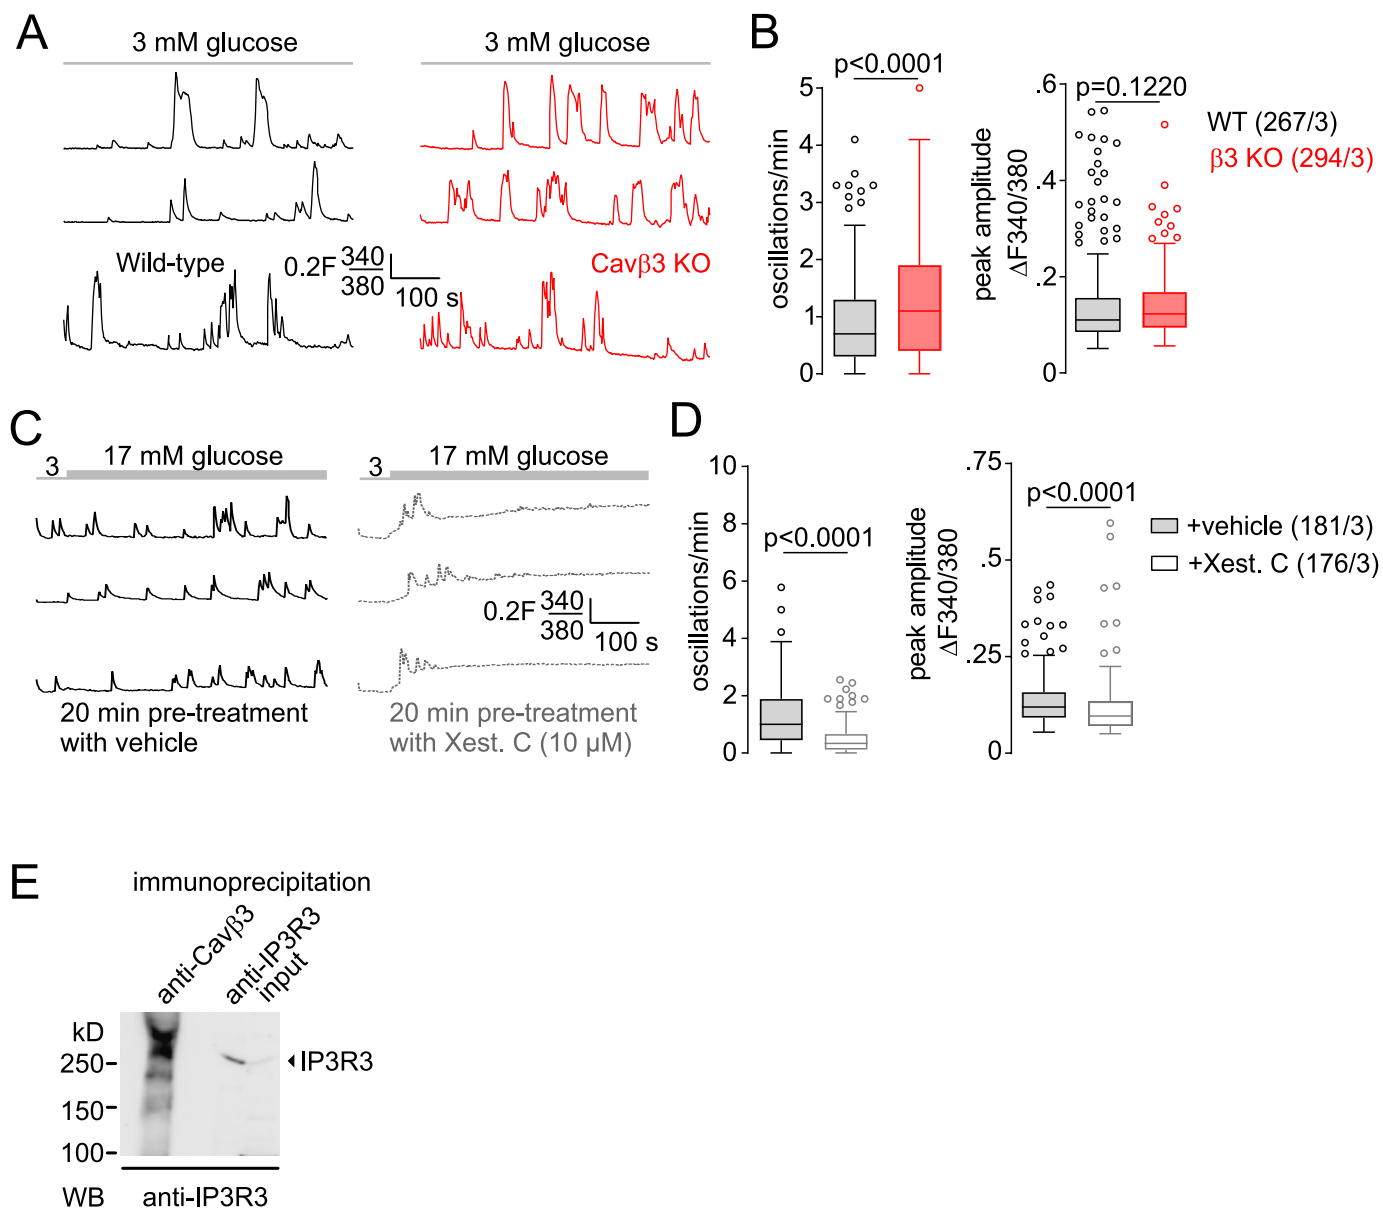 A
3 mM glucose
3 mM glucose
Wild-type
0.2F 340
380
100 s
Cavβ3 KO
B
p<0.0001
oscillations/min
5
4
3
2
1
0
p=0.1220
peak amplitude
ΔF340/380
.6
.4
.2
0
WT (267/3)
β3 KO (294/3)
C
3
17 mM glucose
3
17 mM glucose
0.2F 340
380
100 s
20 min pre-treatment
with vehicle
20 min pre-treatment
with Xest. C (10 µM)
D
oscillations/min
10
8
6
4
2
0
p<0.0001
peak amplitude
ΔF340/380
.75
.5
.25
0
p<0.0001
+vehicle (181/3)
+Xest. C (176/3)
E
immunoprecipitation
anti-Cavβ3
anti-IP3R3
input
kD
250
150
100
IP3R3
WB
anti-IP3R3